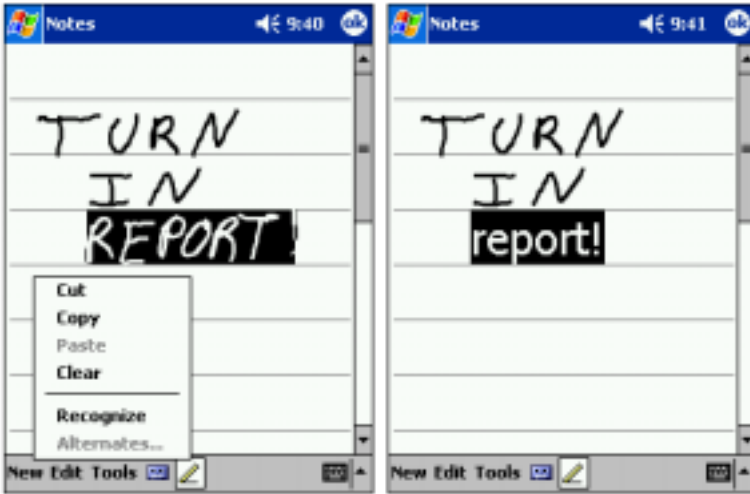 Notes 9:40 ok
TURN
IN
REPORT!
Cut
Copy
Paste
Clear
Recognize
Alternates...
New Edit Tools
Notes 9:41 ok
TURN
IN
report!
New Edit Tools